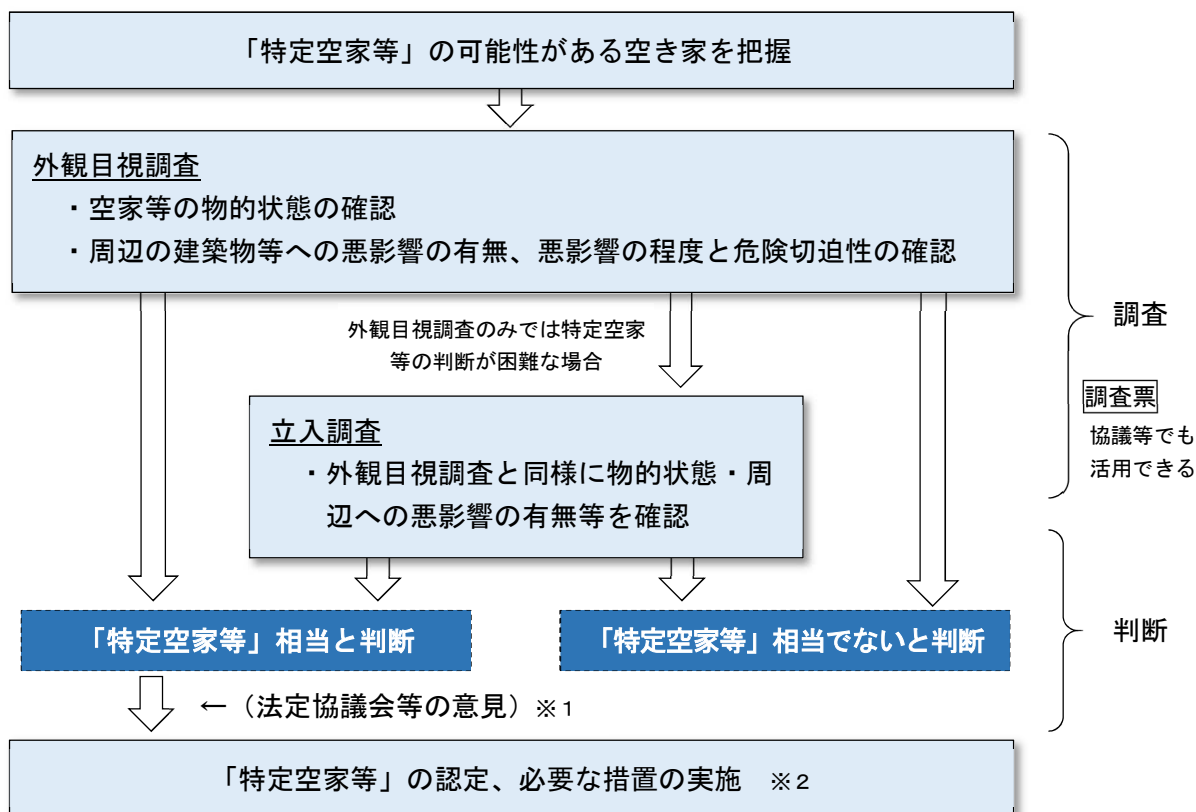 「特定空家等」の可能性がある空き家を把握
外観目視調査
・空家等の物的状態の確認
・周辺の建築物等への悪影響の有無、悪影響の程度と危険切迫性の確認
外観目視調査のみでは特定空家
等の判断が困難な場合
立入調査
・外観目視調査と同様に物的状態・周
辺への悪影響の有無等を確認
調査
調査票
協議等でも
活用できる
「特定空家等」相当と判断
「特定空家等」相当でないと判断
判断
←（法定協議会等の意見）※1
「特定空家等」の認定、必要な措置の実施　※2